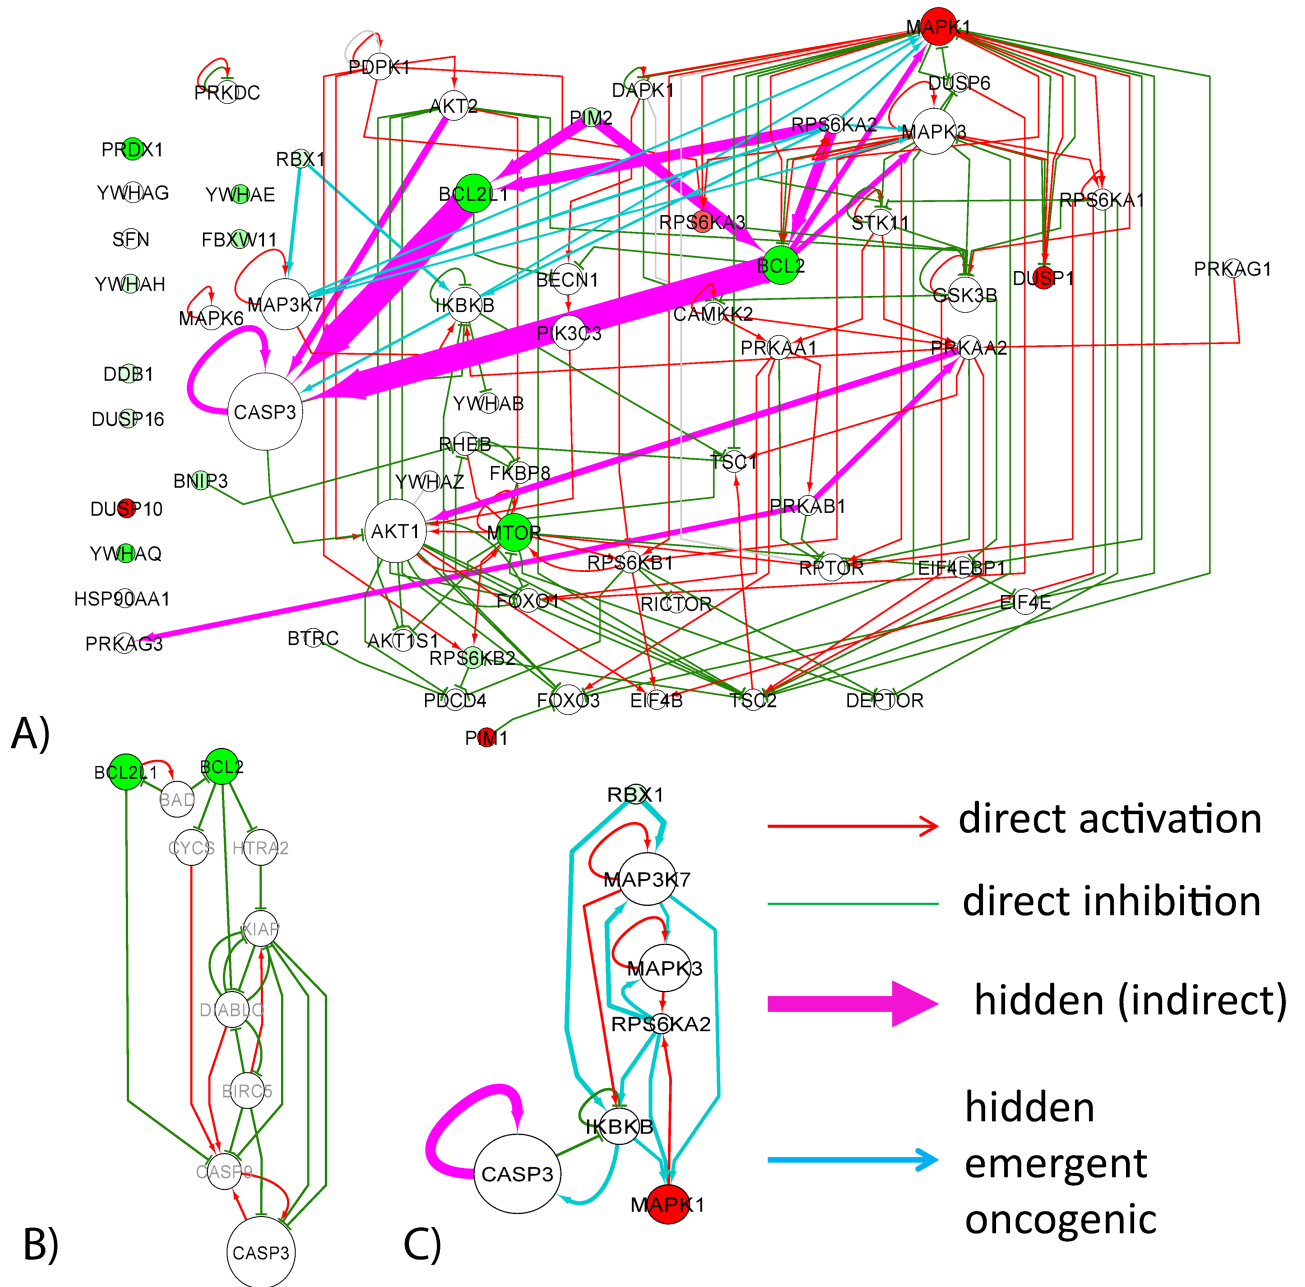 MAPK1
PDPK1
DUSP6
PRKDC
DAPK1
AKT2
PIM2
RPS6KA2
MAPK3
PRDX1
RBX1
YWHAG
YWHAE
BCL2L1
RPS6KA1
RPS6KA3
STK11
SFN
FBXW11
BCL2
PRKAG1
YWHAH
BECN1
DUSP1
GSK3B
MAP3K7
IKBKB
MAPK6
CAMKK2
PIK3C3
PRKAA1
PRKAA2
DDB1
CASP3
YWHAB
DUSP16
RHEB
TSC1
BNIP3
YWHAZ
FKBP8
DUSP10
PRKAB1
AKT1
MTOR
YWHAQ
RPS6KB1
RPTOR
EIF4EBP1
HSP90AA1
FOXO1
RICTOR
EIF4E
PRKAG3
BTRC
AKT1S1
RPS6KB2
PDCD4
FOXO3
EIF4B
TSC2
DEPTOR
PIM1
A)
BCL2L1
BCL2
BAD
CYCS
HTRA2
XIAP
DIABLO
BIRC5
CASP9
CASP3
B)
RBX1
MAP3K7
MAPK3
RPS6KA2
IKBKB
CASP3
MAPK1
C)
direct activation
direct inhibition
hidden (indirect)
hidden
emergent
oncogenic